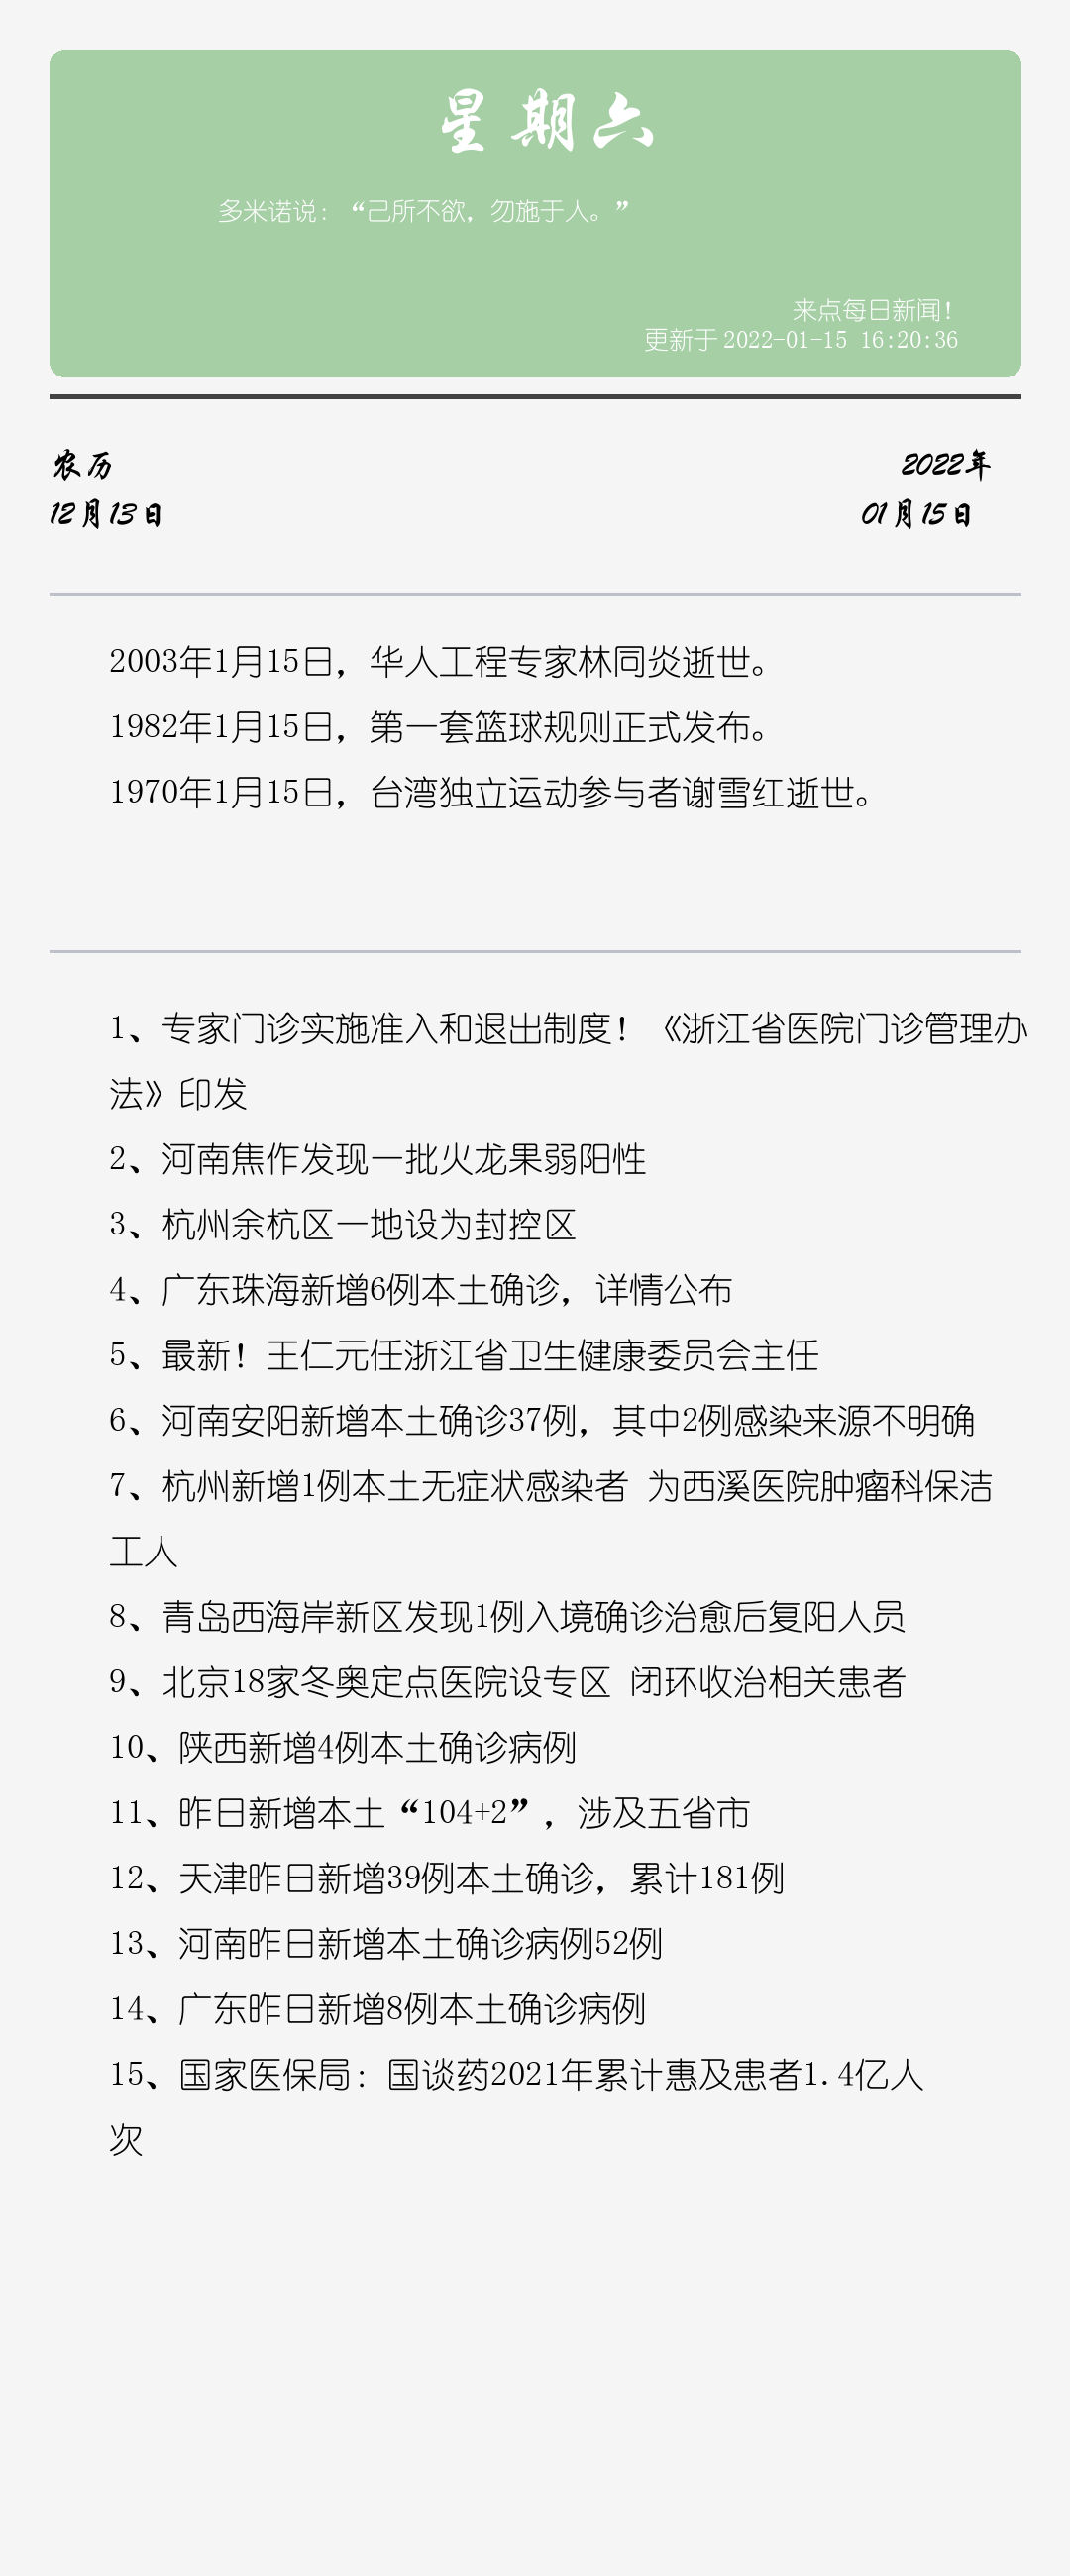 星期六
多米诺说：“己所不欲，勿施于人。”
来点每日新闻！
更新于 2022-01-15 16:20:36
农历
2022年
12月13日
01月15日
2003年1月15日，华人工程专家林同炎逝世。
1982年1月15日，第一套篮球规则正式发布。
1970年1月15日，台湾独立运动参与者谢雪红逝世。
1、专家门诊实施准入和退出制度！《浙江省医院门诊管理办
法》印发
2、河南焦作发现一批火龙果弱阳性
3、杭州余杭区一地设为封控区
4、广东珠海新增6例本土确诊，详情公布
5、最新！王仁元任浙江省卫生健康委员会主任
6、河南安阳新增本土确诊37例，其中2例感染来源不明确
7、杭州新增1例本土无症状感染者 为西溪医院肿瘤科保洁
工人
8、青岛西海岸新区发现1例入境确诊治愈后复阳人员
9、北京18家冬奥定点医院设专区 闭环收治相关患者
10、陕西新增4例本土确诊病例
11、昨日新增本土“104+2”，涉及五省市
12、天津昨日新增39例本土确诊，累计181例
13、河南昨日新增本土确诊病例52例
14、广东昨日新增8例本土确诊病例
15、国家医保局：国谈药2021年累计惠及患者1.4亿人
次